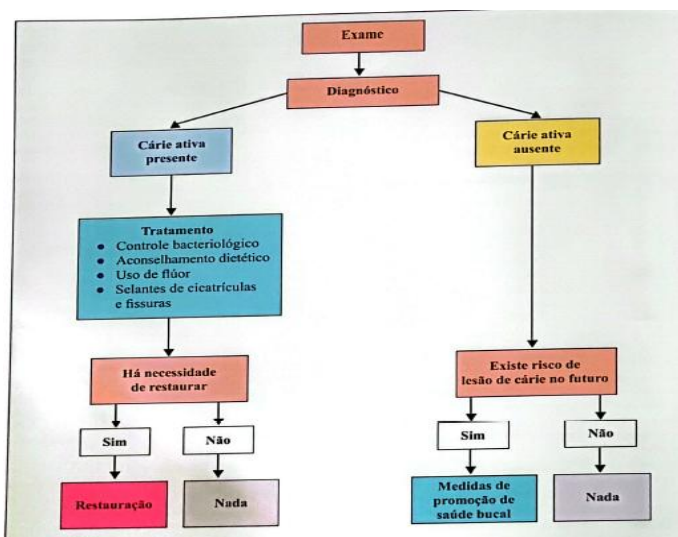 Exame
Diagnóstico
Cárie ativa
presente
Cárie ativa
ausente
Tratamento
● Controle bacteriológico
● Aconselhamento dietético
● Uso de flúor
● Selantes de cicatrículas
e fissuras
Há necessidade
de restaurar
Existe risco de
lesão de cárie no futuro
Sim
Não
Sim
Não
Restauração
Nada
Medidas de
promoção de
saúde bucal
Nada